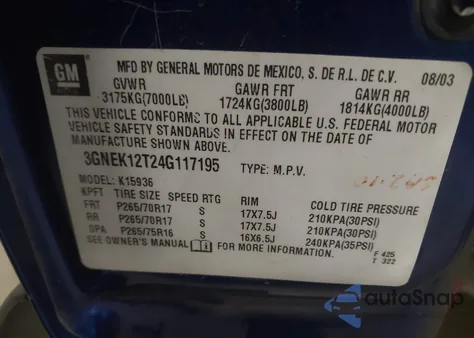 GM
MFD BY GENERAL MOTORS DE MEXICO, S. DE R.L. DE C.V. 08/03
GVWR GAWR FRT GAWR RR
3175KG(7000LB) 1724KG(3800LB) 1814KG(4000LB)
THIS VEHICLE CONFORMS TO ALL APPLICABLE U.S. FEDERAL MOTOR
VEHICLE SAFETY STANDARDS IN EFFECT ON THE DATE OF
MANUFACTURE SHOWN ABOVE.
3GNEK12T24G117195 TYPE: M.P.V.
MODEL: K15936
KPFT TIRE SIZE SPEED RTG RIM COLD TIRE PRESSURE
FRT P265/70R17 S 17X7.5J 210KPA(30PSI)
RR P265/70R17 S 17X7.5J 210KPA(30PSI)
SPA P265/75R16 S 16X6.5J 240KPA(35PSI)
SEE OWNER'S MANUAL FOR MORE INFORMATION
F 425
T 322
autoSnap